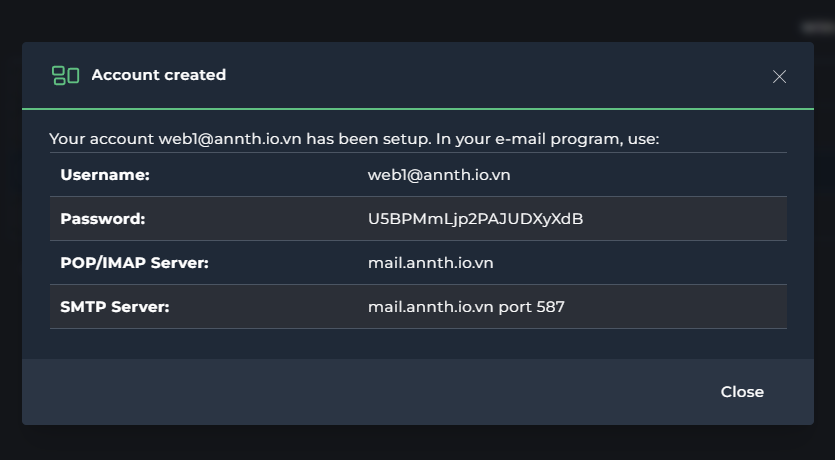 Account created
Your account web1@annth.io.vn has been setup. In your e-mail program, use:
Username: web1@annth.io.vn
Password: U5BPMmLjp2PAJUDXyXdB
POP/IMAP Server: mail.annth.io.vn
SMTP Server: mail.annth.io.vn port 587
Close